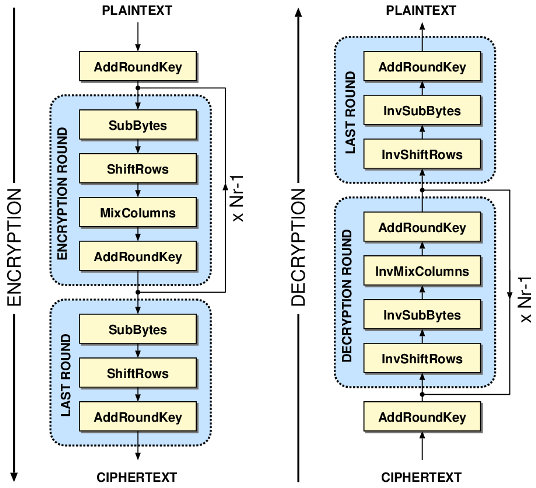 PLAINTEXT
AddRoundKey
SubBytes
ShiftRows
MixColumns
AddRoundKey
ENCRYPTION ROUND
x Nr-1
SubBytes
ShiftRows
AddRoundKey
LAST ROUND
CIPHERTEXT
ENCRYPTION
PLAINTEXT
AddRoundKey
InvSubBytes
InvShiftRows
LAST ROUND
AddRoundKey
InvMixColumns
InvSubBytes
InvShiftRows
DECRYPTION ROUND
x Nr-1
AddRoundKey
CIPHERTEXT
DECRYPTION